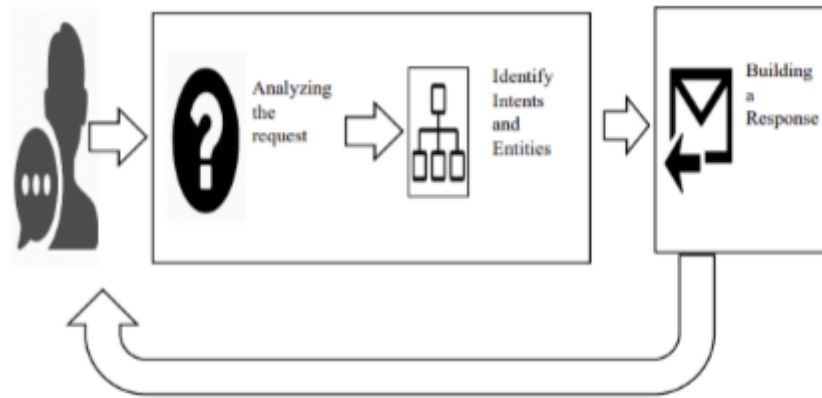 Analyzing
the
request
Identify
Intents
and
Entities
Building
a
Response